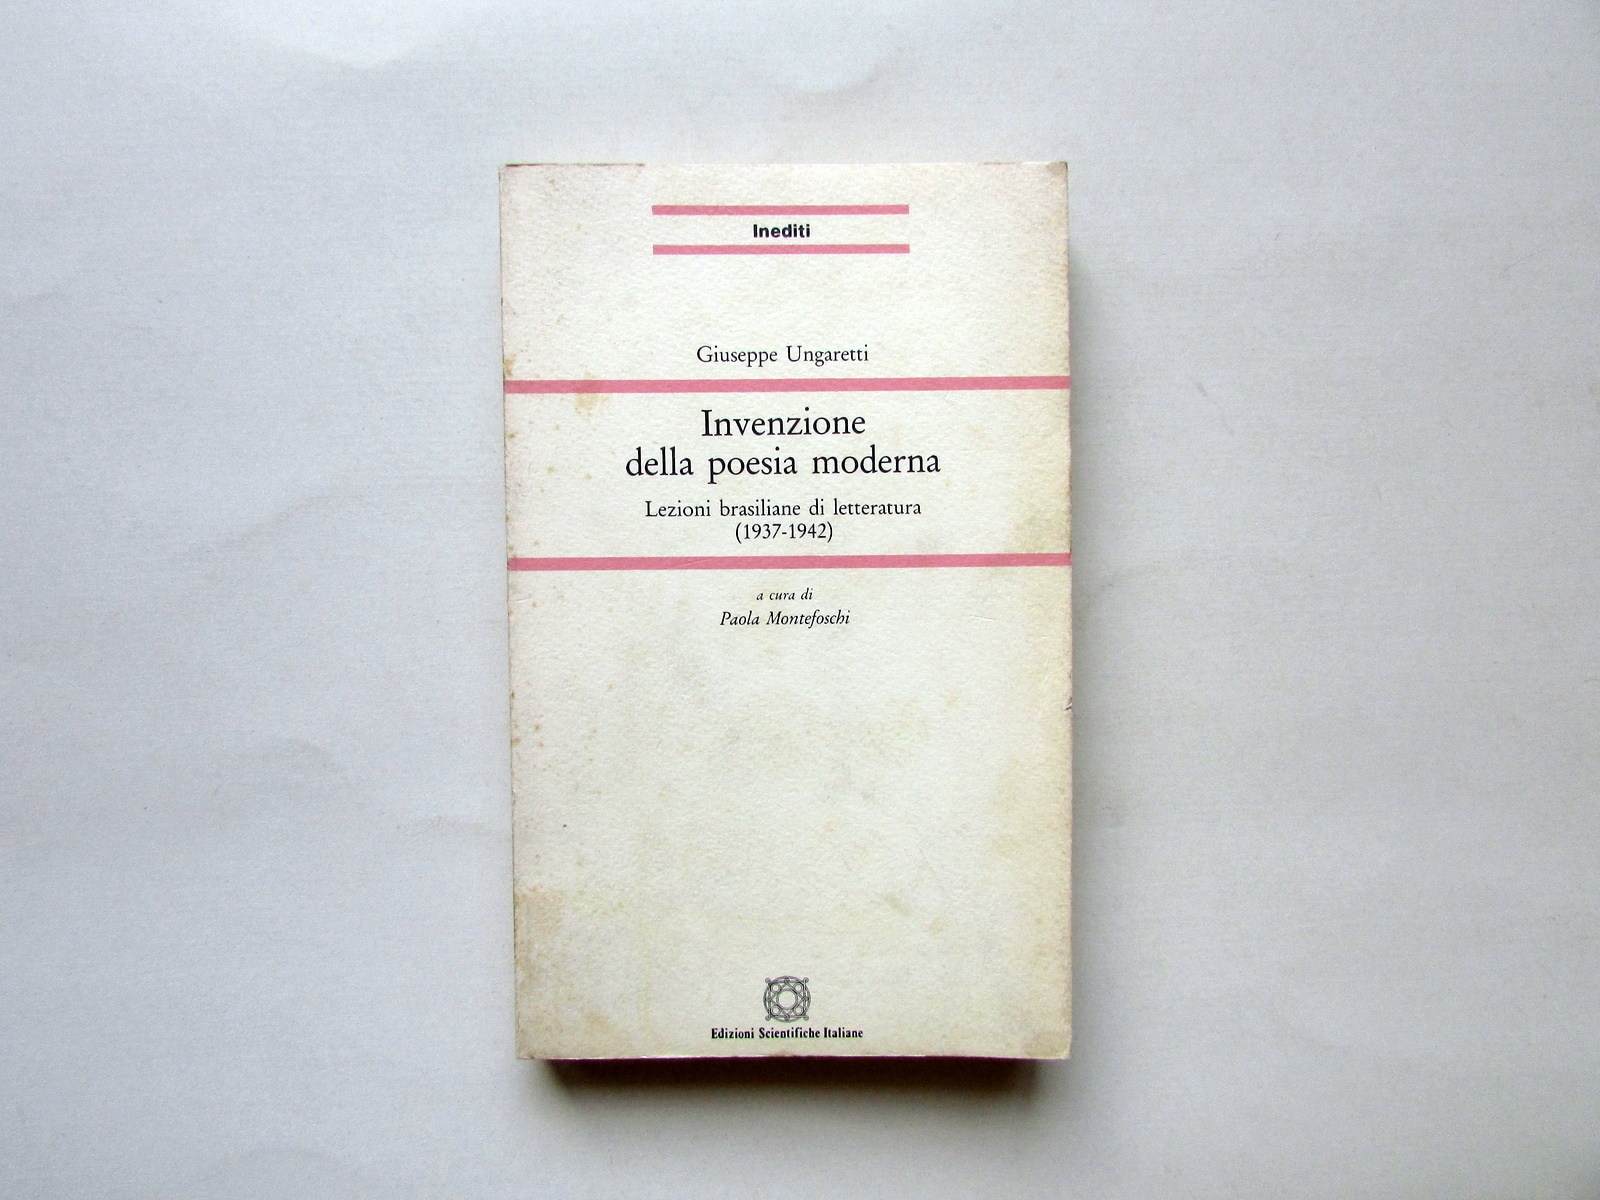 Inediti
Giuseppe Ungaretti
Invenzione
della poesia moderna
Lezioni brasiliane di letteratura
(1937-1942)
a cura di
Paola Montefoschi
Edizioni Scientifiche Italiane